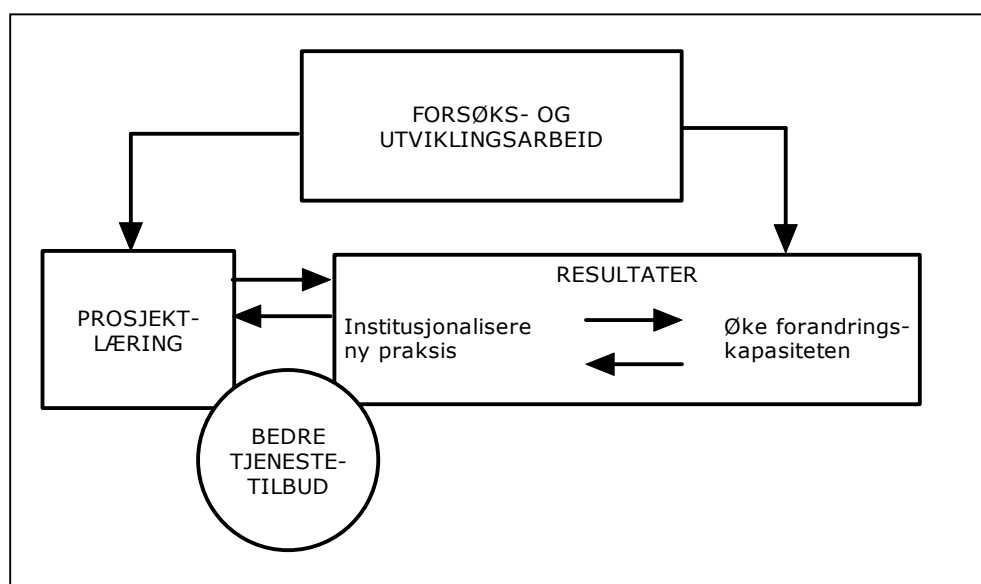 FORSØKS- OG
UTVIKLINGSARBEID
PROSJEKT-
LÆRING
RESULTATER
Institusjonalisere
ny praksis
Øke forandrings-
kapasiteten
BEDRE
TJENESTE-
TILBUD